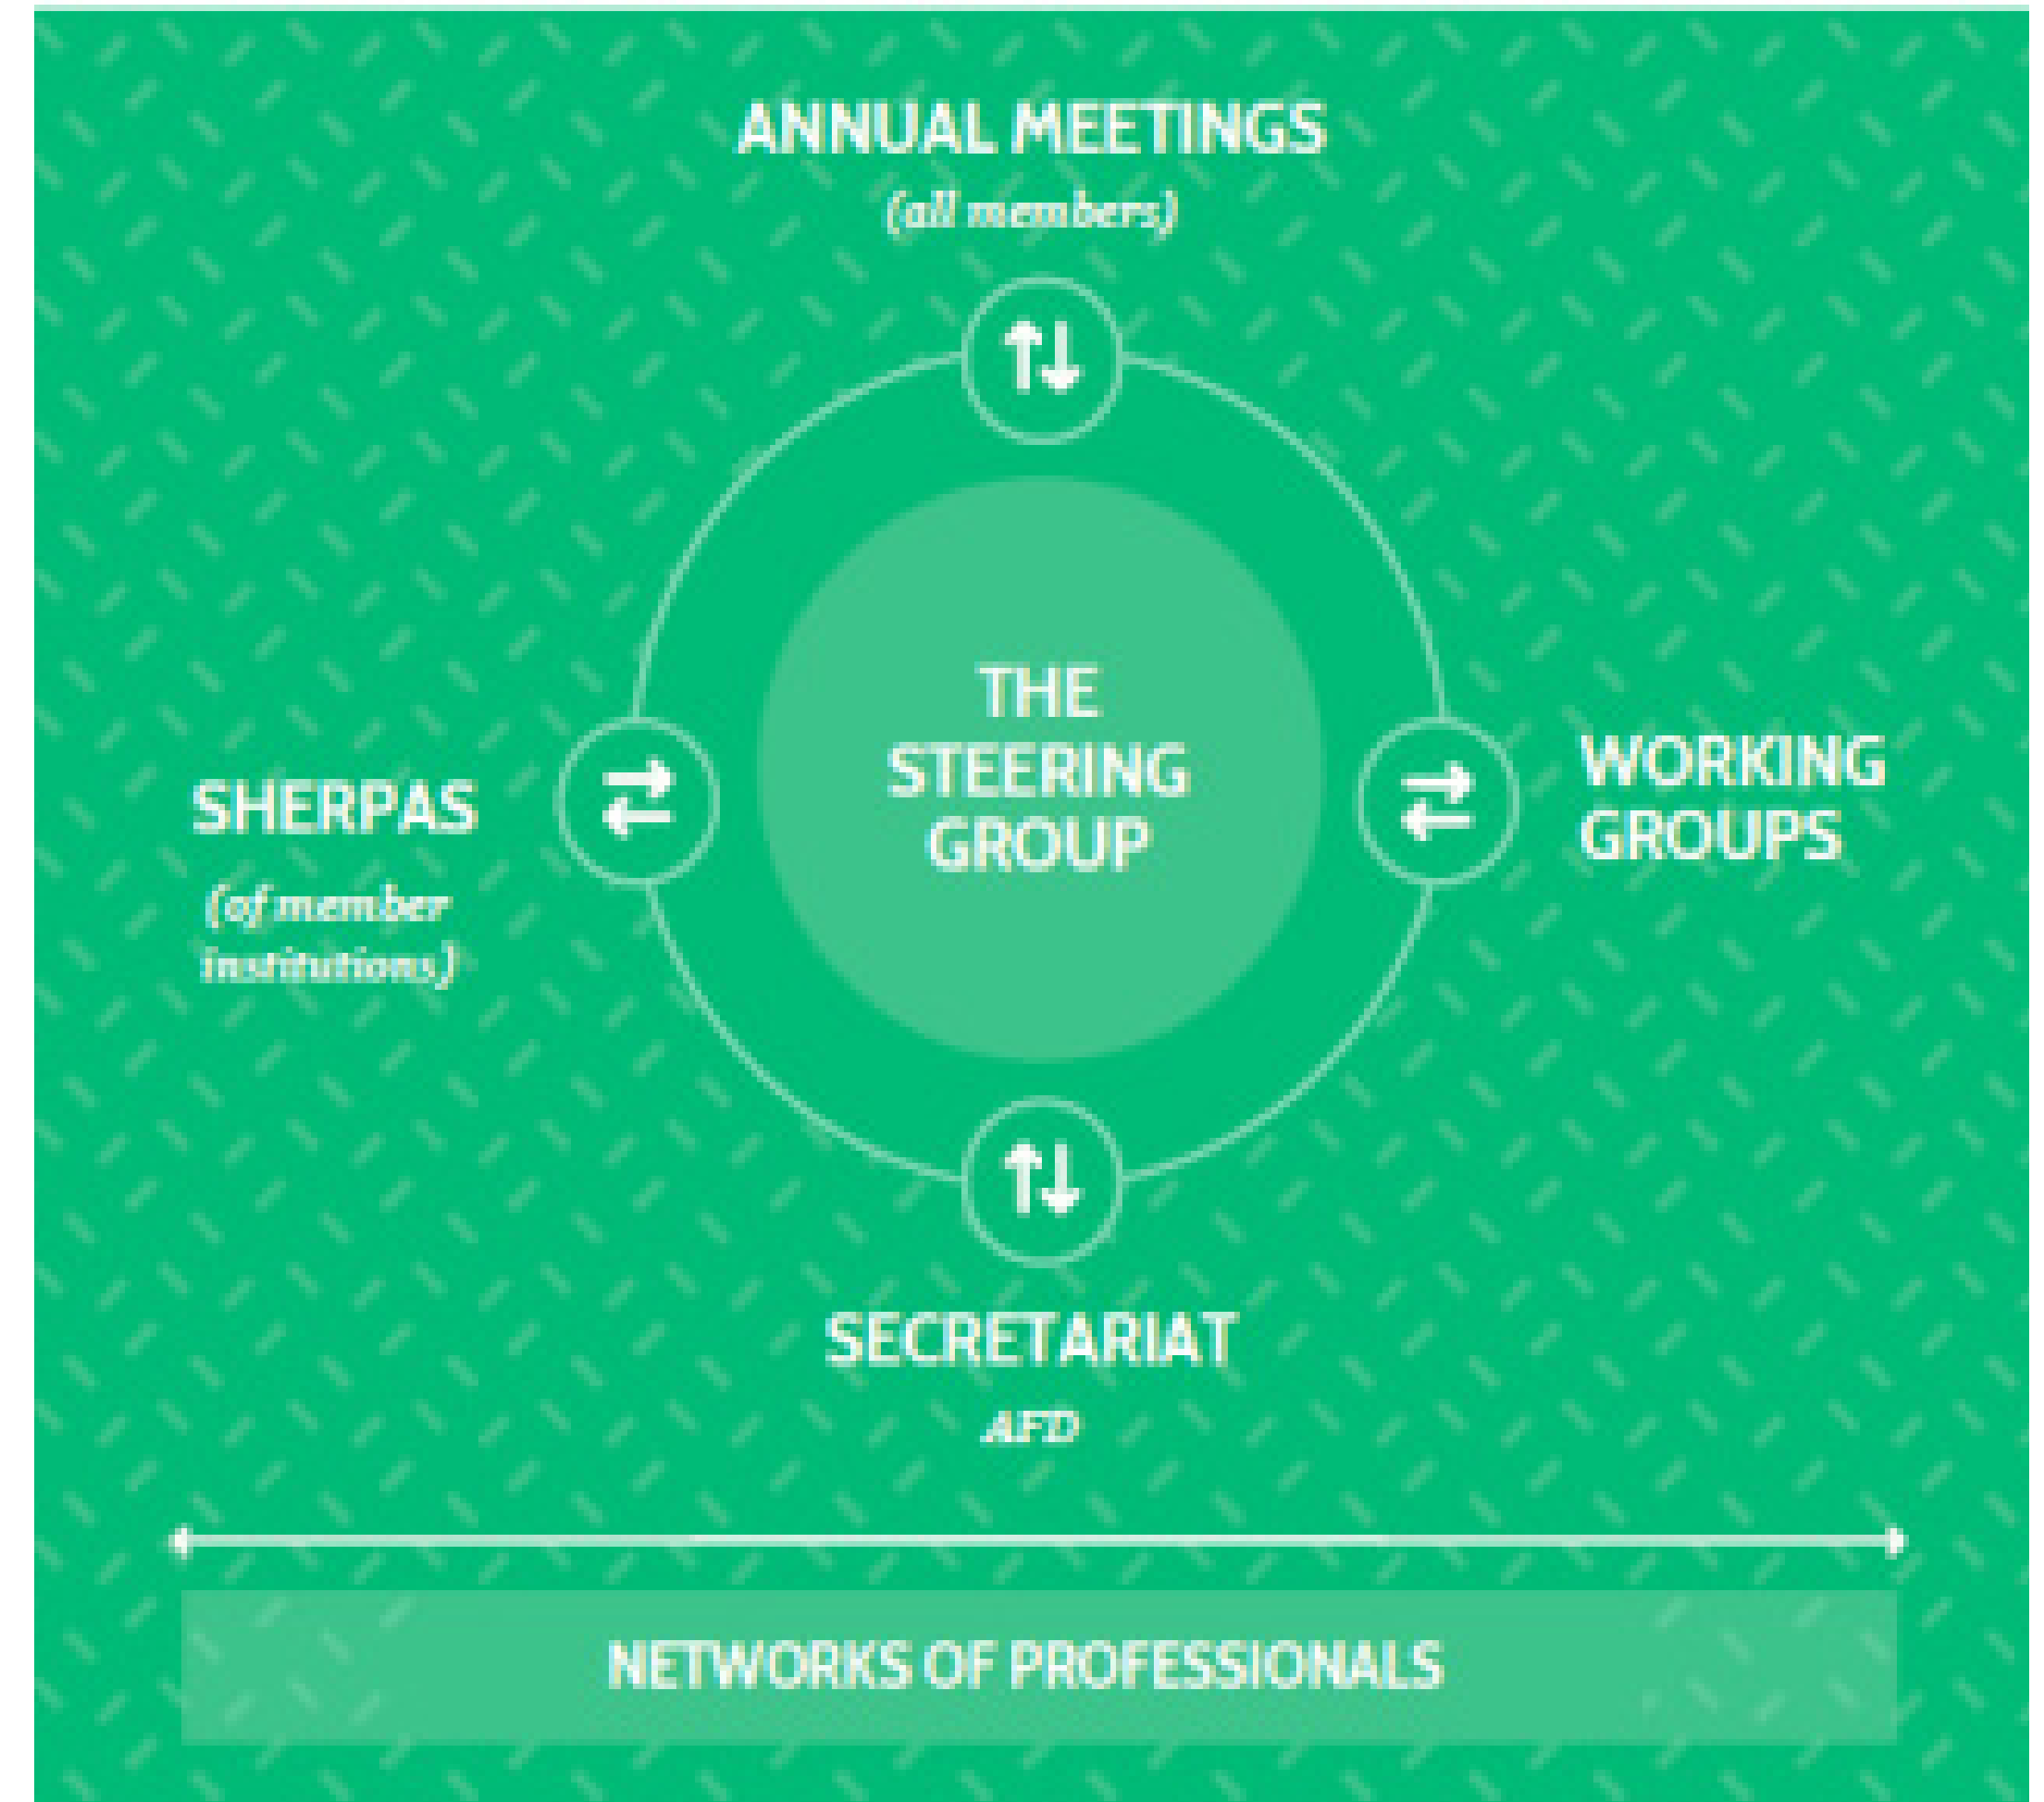 ANNUAL MEETINGS
(all members)
THE
STEERING
GROUP
SHERPAS
(of member
institutions)
WORKING
GROUPS
SECRETARIAT
AFD
NETWORKS OF PROFESSIONALS